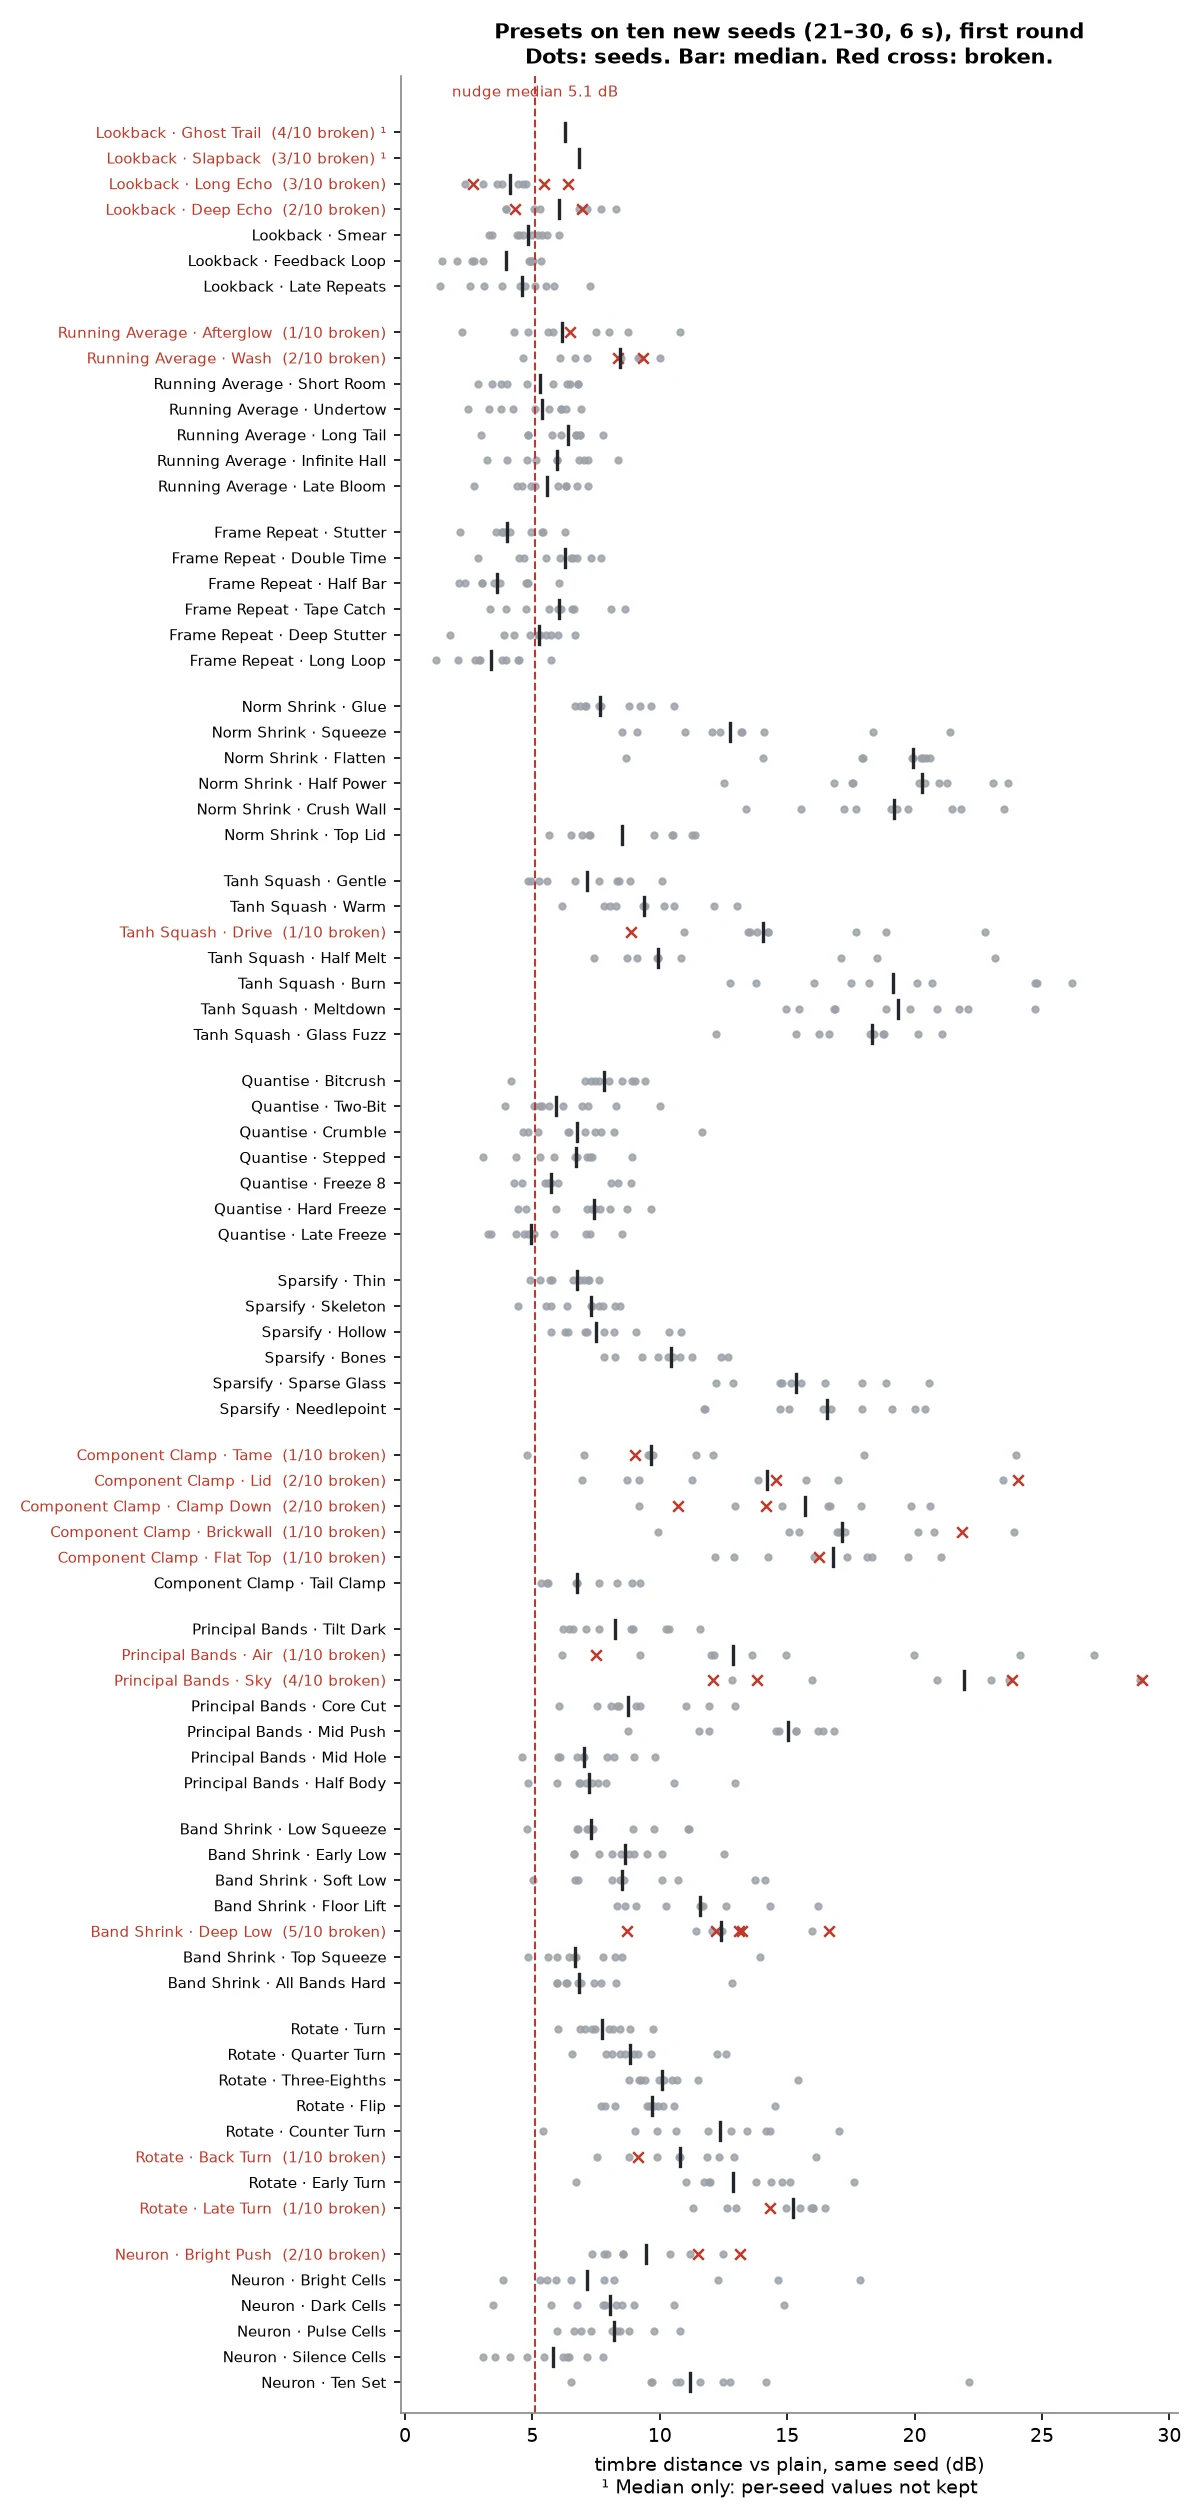 Presets on ten new seeds (21–30, 6 s), first round
Dots: seeds. Bar: median. Red cross: broken.
nudge median 5.1 dB
Lookback · Ghost Trail (4/10 broken) ¹
Lookback · Slapback (3/10 broken) ¹
Lookback · Long Echo (3/10 broken)
Lookback · Deep Echo (2/10 broken)
Lookback · Smear
Lookback · Feedback Loop
Lookback · Late Repeats
Running Average · Afterglow (1/10 broken)
Running Average · Wash (2/10 broken)
Running Average · Short Room
Running Average · Undertow
Running Average · Long Tail
Running Average · Infinite Hall
Running Average · Late Bloom
Frame Repeat · Stutter
Frame Repeat · Double Time
Frame Repeat · Half Bar
Frame Repeat · Tape Catch
Frame Repeat · Deep Stutter
Frame Repeat · Long Loop
Norm Shrink · Glue
Norm Shrink · Squeeze
Norm Shrink · Flatten
Norm Shrink · Half Power
Norm Shrink · Crush Wall
Norm Shrink · Top Lid
Tanh Squash · Gentle
Tanh Squash · Warm
Tanh Squash · Drive (1/10 broken)
Tanh Squash · Half Melt
Tanh Squash · Burn
Tanh Squash · Meltdown
Tanh Squash · Glass Fuzz
Quantise · Bitcrush
Quantise · Two-Bit
Quantise · Crumble
Quantise · Stepped
Quantise · Freeze 8
Quantise · Hard Freeze
Quantise · Late Freeze
Sparsify · Thin
Sparsify · Skeleton
Sparsify · Hollow
Sparsify · Bones
Sparsify · Sparse Glass
Sparsify · Needlepoint
Component Clamp · Tame (1/10 broken)
Component Clamp · Lid (2/10 broken)
Component Clamp · Clamp Down (2/10 broken)
Component Clamp · Brickwall (1/10 broken)
Component Clamp · Flat Top (1/10 broken)
Component Clamp · Tail Clamp
Principal Bands · Tilt Dark
Principal Bands · Air (1/10 broken)
Principal Bands · Sky (4/10 broken)
Principal Bands · Core Cut
Principal Bands · Mid Push
Principal Bands · Mid Hole
Principal Bands · Half Body
Band Shrink · Low Squeeze
Band Shrink · Early Low
Band Shrink · Soft Low
Band Shrink · Floor Lift
Band Shrink · Deep Low (5/10 broken)
Band Shrink · Top Squeeze
Band Shrink · All Bands Hard
Rotate · Turn
Rotate · Quarter Turn
Rotate · Three-Eighths
Rotate · Flip
Rotate · Counter Turn
Rotate · Back Turn (1/10 broken)
Rotate · Early Turn
Rotate · Late Turn (1/10 broken)
Neuron · Bright Push (2/10 broken)
Neuron · Bright Cells
Neuron · Dark Cells
Neuron · Pulse Cells
Neuron · Silence Cells
Neuron · Ten Set
0 5 10 15 20 25 30
timbre distance vs plain, same seed (dB)
¹ Median only: per-seed values not kept